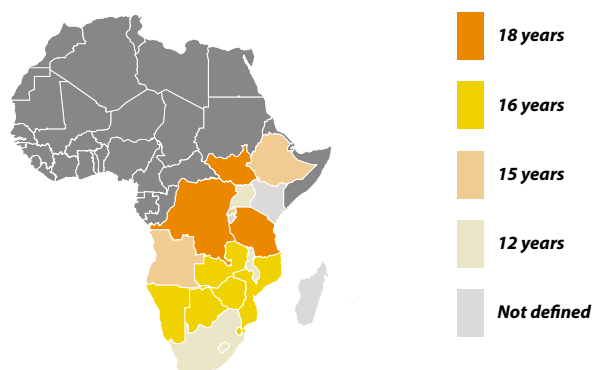 18 years
16 years
15 years
12 years
Not defined